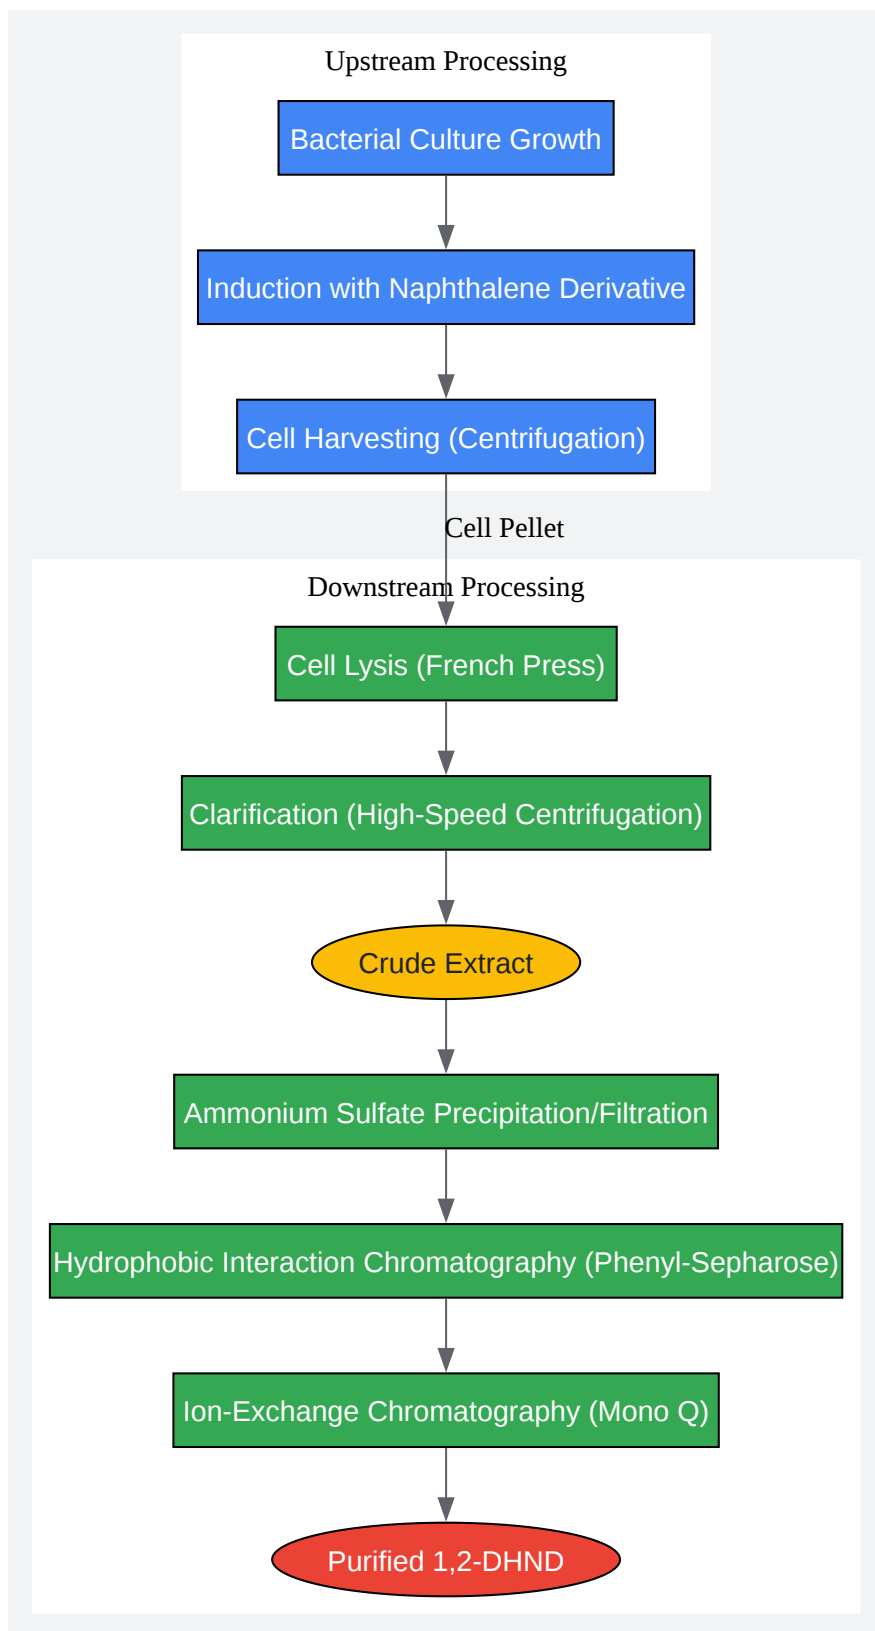 Upstream Processing
Bacterial Culture Growth
Induction with Naphthalene Derivative
Cell Harvesting (Centrifugation)
Cell Pellet
Downstream Processing
Cell Lysis (French Press)
Clarification (High-Speed Centrifugation)
Crude Extract
Ammonium Sulfate Precipitation/Filtration
Hydrophobic Interaction Chromatography (Phenyl-Sepharose)
Ion-Exchange Chromatography (Mono Q)
Purified 1,2-DHND